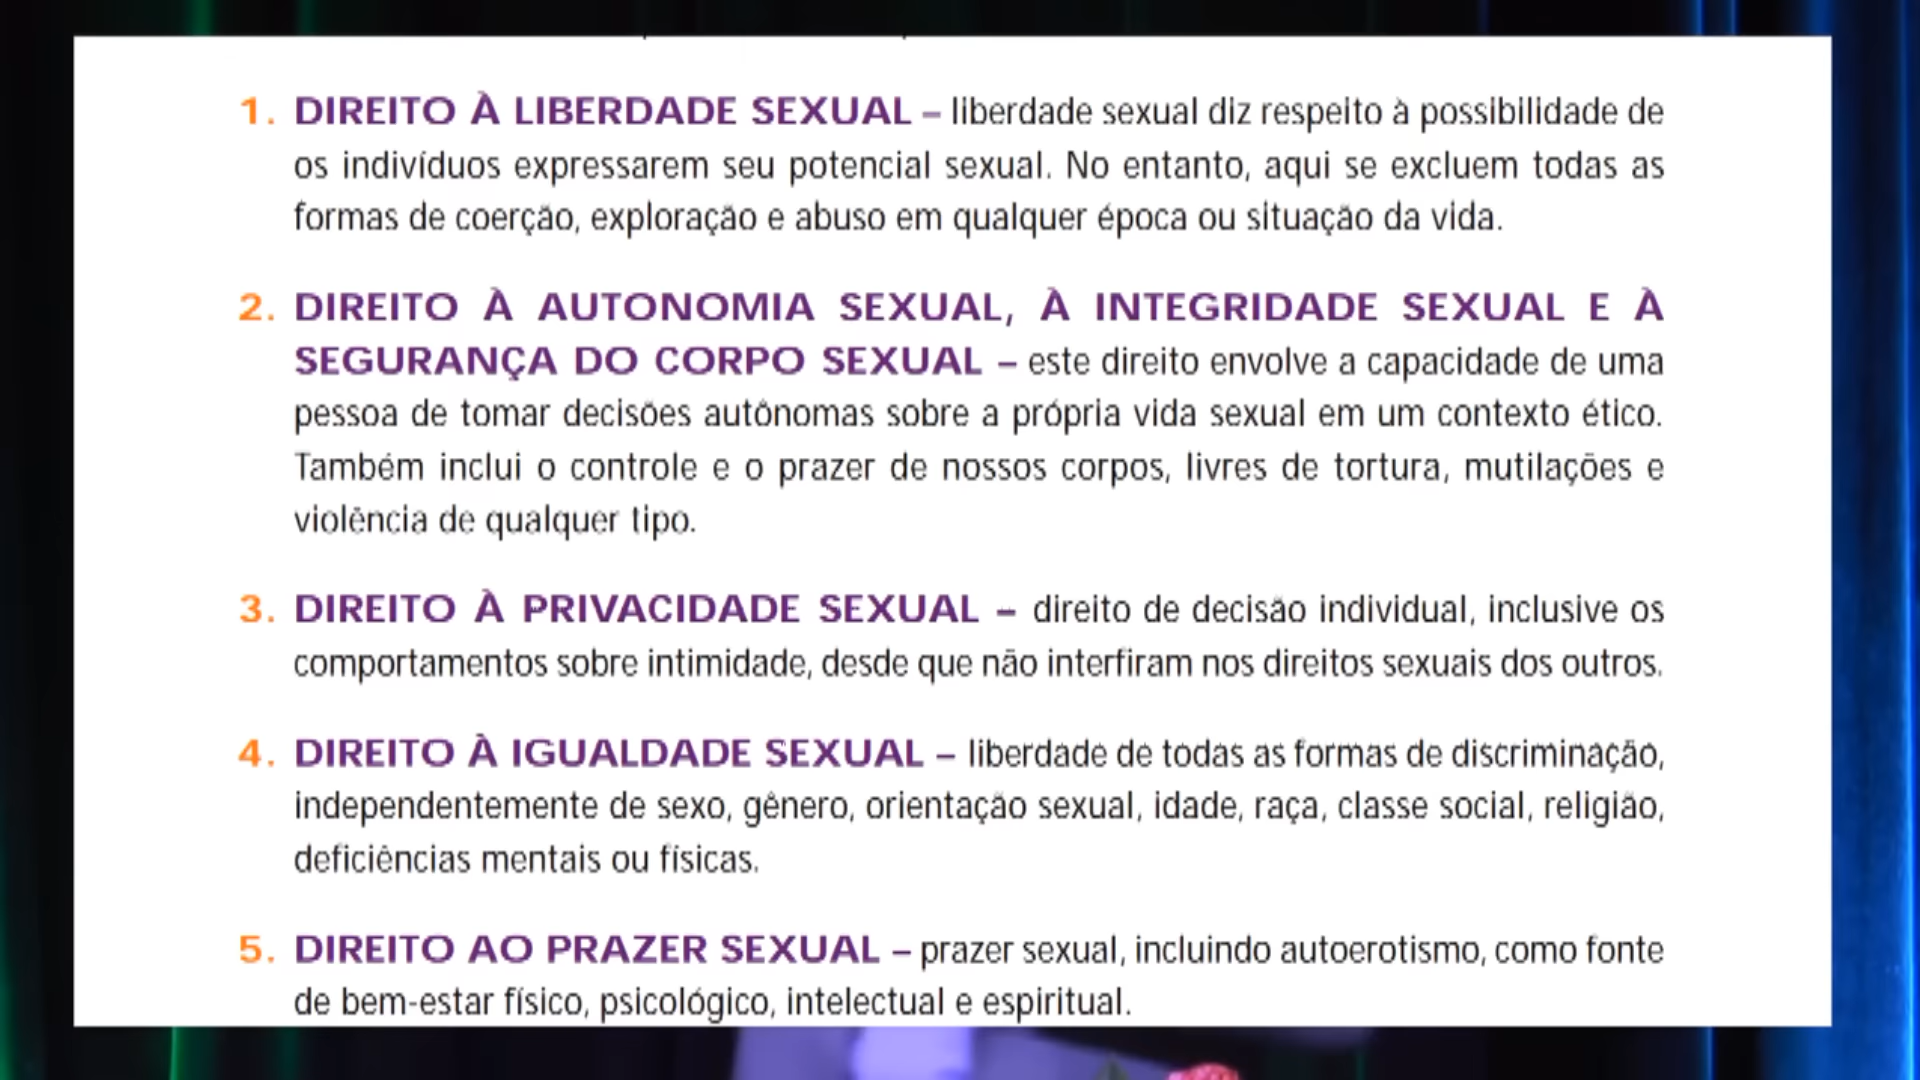 1. DIREITO À LIBERDADE SEXUAL – liberdade sexual diz respeito à possibilidade de
os indivíduos expressarem seu potencial sexual. No entanto, aqui se excluem todas as
formas de coerção, exploração e abuso em qualquer época ou situação da vida.
2. DIREITO À AUTONOMIA SEXUAL, À INTEGRIDADE SEXUAL E À
SEGURANÇA DO CORPO SEXUAL – este direito envolve a capacidade de uma
pessoa de tomar decisões autônomas sobre a própria vida sexual em um contexto ético.
Também inclui o controle e o prazer de nossos corpos, livres de tortura, mutilações e
violência de qualquer tipo.
3. DIREITO À PRIVACIDADE SEXUAL – direito de decisão individual, inclusive os
comportamentos sobre intimidade, desde que não interfiram nos direitos sexuais dos outros.
4. DIREITO À IGUALDADE SEXUAL – liberdade de todas as formas de discriminação,
independentemente de sexo, gênero, orientação sexual, idade, raça, classe social, religião,
deficiências mentais ou físicas.
5. DIREITO AO PRAZER SEXUAL – prazer sexual, incluindo autoerotismo, como fonte
de bem-estar físico, psicológico, intelectual e espiritual.